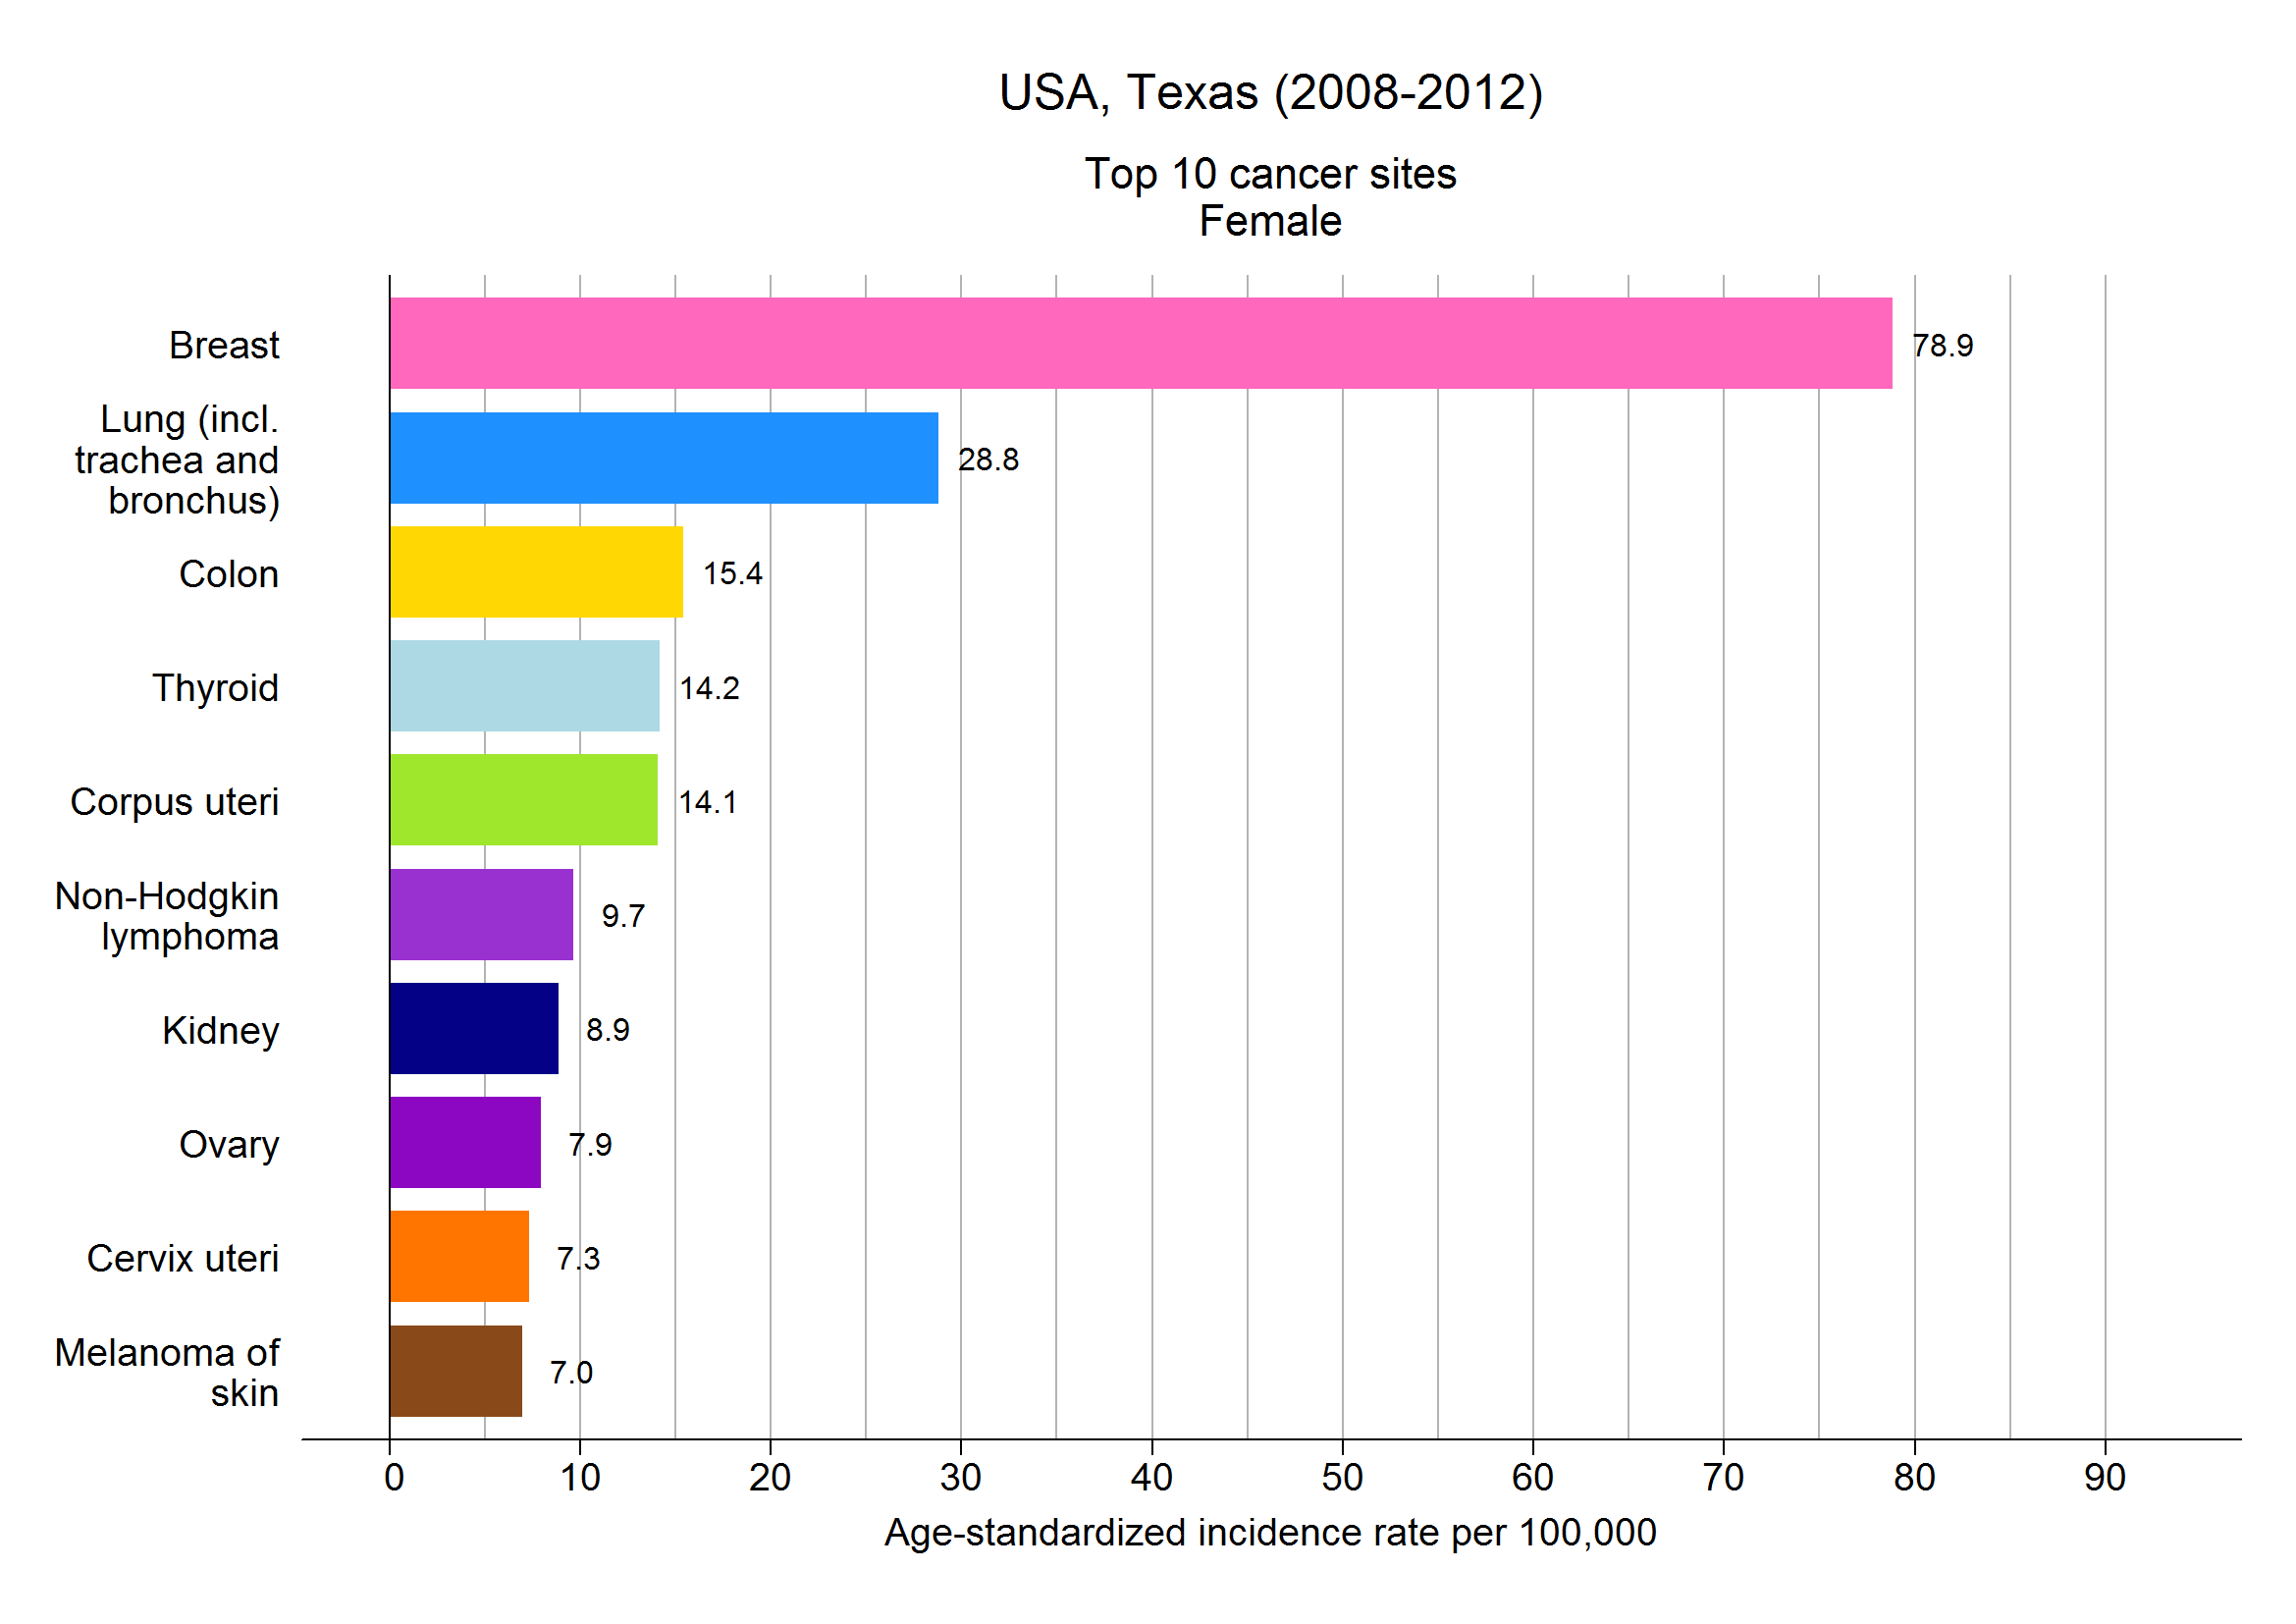 USA, Texas (2008-2012)
Top 10 cancer sites
Female
Breast
78.9
Lung (incl.
trachea and
bronchus)
28.8
Colon
15.4
Thyroid
14.2
Corpus uteri
14.1
Non-Hodgkin
lymphoma
9.7
Kidney
8.9
Ovary
7.9
Cervix uteri
7.3
Melanoma of
skin
7.0
0 10 20 30 40 50 60 70 80 90
Age-standardized incidence rate per 100,000